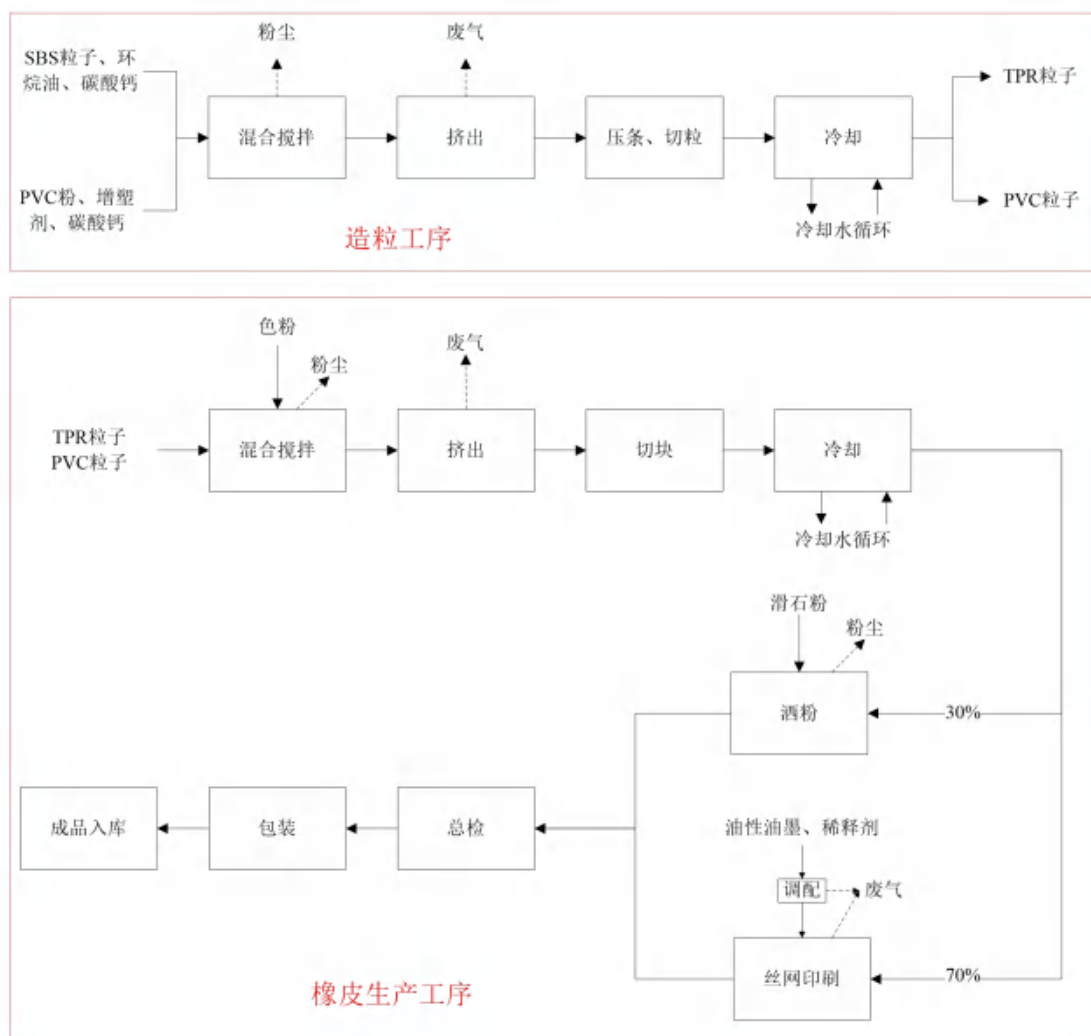 粉尘
废气
SBS粒子、环
烷油、碳酸钙
TPR粒子
混合搅拌
挤出
压条、切粒
冷却
PVC粉、增塑
剂、碳酸钙
PVC粒子
冷却水循环
造粒工序
色粉
粉尘
废气
TPR粒子
PVC粒子
混合搅拌
挤出
切块
冷却
冷却水循环
滑石粉
粉尘
洒粉
30%
成品入库
包装
总检
油性油墨、稀释剂
调配
废气
丝网印刷
70%
橡皮生产工序